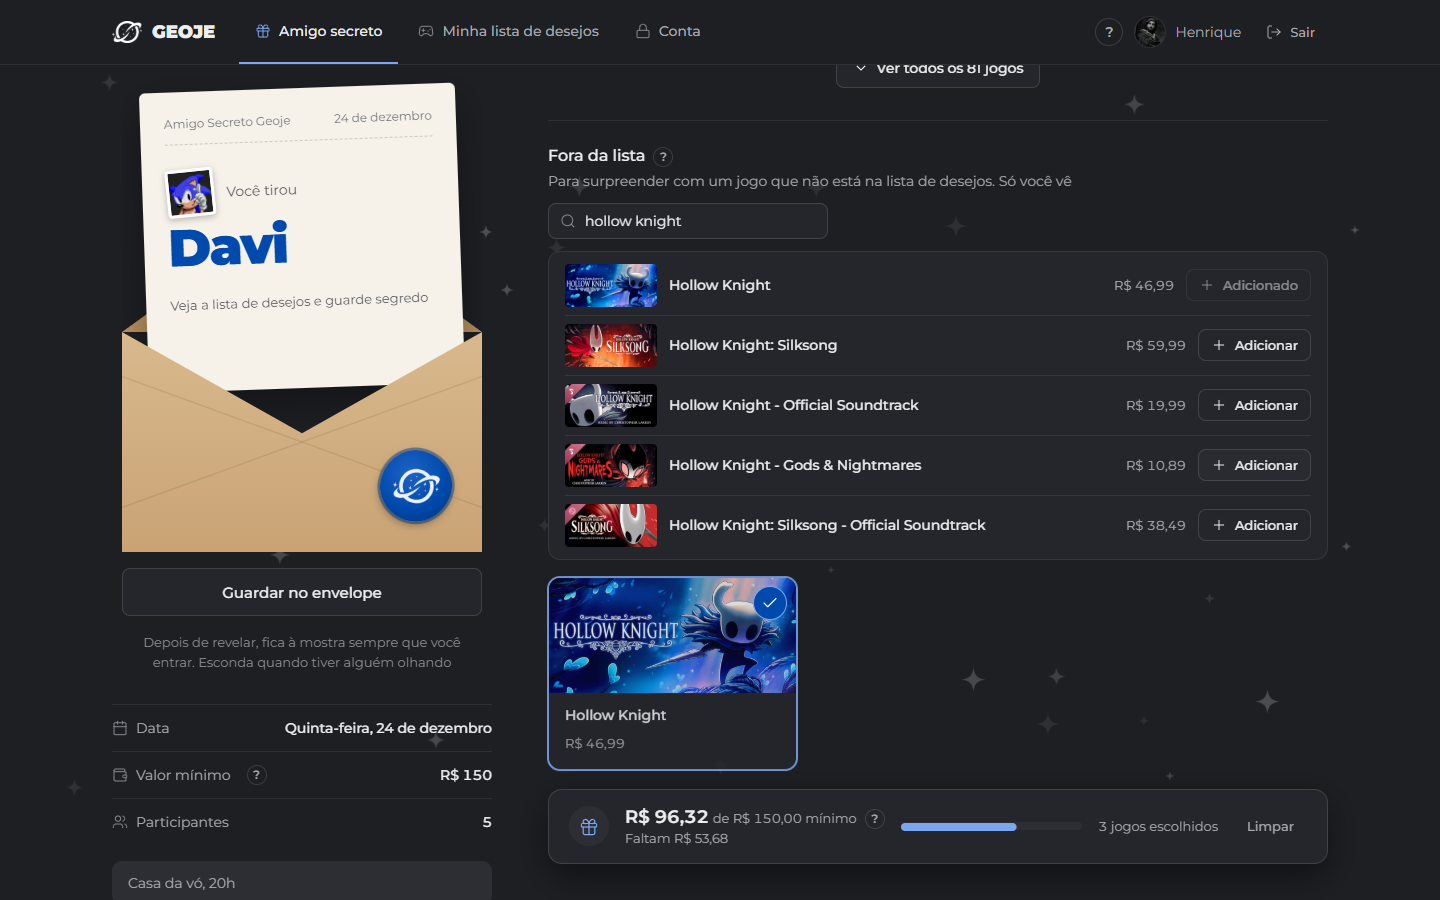 GEOJE
Amigo secreto
Minha lista de desejos
Conta
?
Henrique
Sair
Amigo Secreto Geoje
24 de dezembro
Você tirou
Davi
Veja a lista de desejos e guarde segredo
Guardar no envelope
Depois de revelar, fica à mostra sempre que você
entrar. Esconda quando tiver alguém olhando
Data
Quinta-feira, 24 de dezembro
Valor mínimo ?
R$ 150
Participantes
5
Casa da vó, 20h
Ver todos os 81 jogos
Fora da lista ?
Para surpreender com um jogo que não está na lista de desejos. Só você vê
hollow knight
HOLLOW KNIGHT
Hollow Knight
R$ 46,99
Adicionado
SILKSONG
Hollow Knight: Silksong
R$ 59,99
Adicionar
HOLLOW KNIGHT
Hollow Knight - Official Soundtrack
R$ 19,99
Adicionar
GODS &
NIGHTMARES
Hollow Knight - Gods & Nightmares
R$ 10,89
Adicionar
SILKSONG
Hollow Knight: Silksong - Official Soundtrack
R$ 38,49
Adicionar
HOLLOW KNIGHT
Hollow Knight
R$ 46,99
R$ 96,32 de R$ 150,00 mínimo ?
Faltam R$ 53,68
3 jogos escolhidos
Limpar